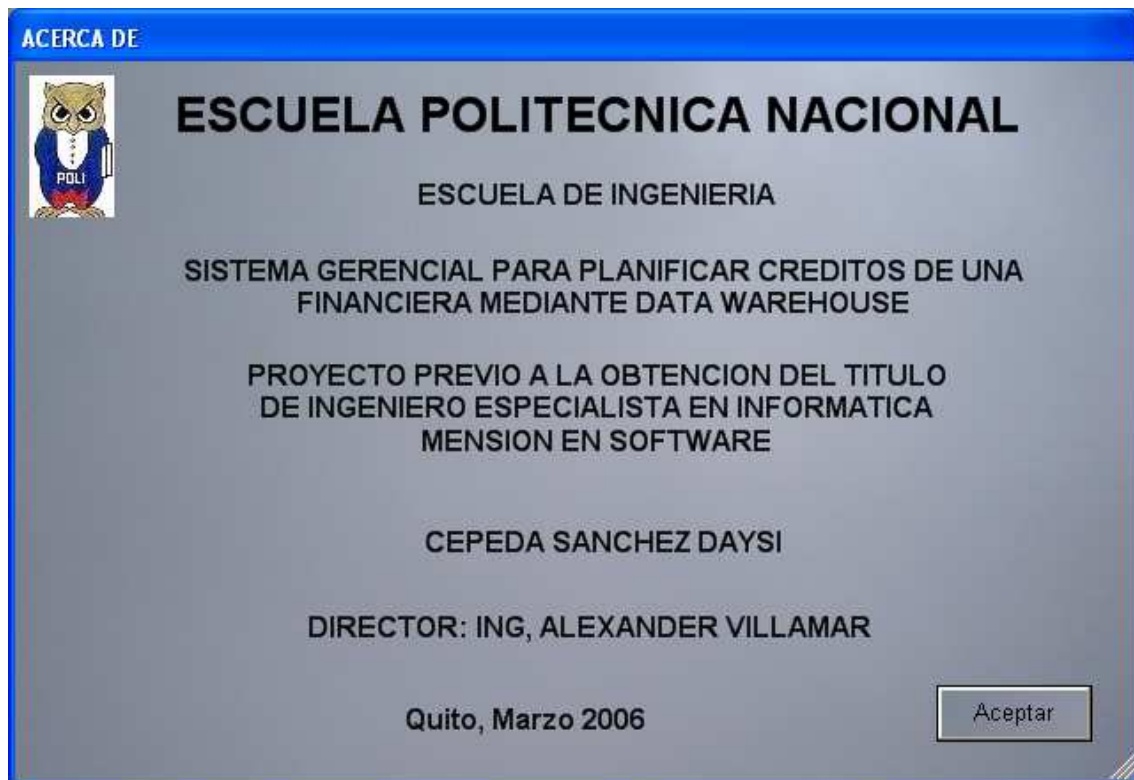 ACERCA DE
POLI
ESCUELA POLITECNICA NACIONAL
ESCUELA DE INGENIERIA
SISTEMA GERENCIAL PARA PLANIFICAR CREDITOS DE UNA
FINANCIERA MEDIANTE DATA WAREHOUSE
PROYECTO PREVIO A LA OBTENCION DEL TITULO
DE INGENIERO ESPECIALISTA EN INFORMATICA
MENSION EN SOFTWARE
CEPEDA SANCHEZ DAYSI
DIRECTOR: ING, ALEXANDER VILLAMAR
Quito, Marzo 2006
Aceptar